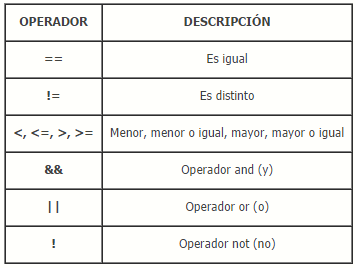 OPERADOR DESCRIPCIÓN
== Es igual
!= Es distinto
<, <=, >, >= Menor, menor o igual, mayor, mayor o igual
&& Operador and (y)
|| Operador or (o)
! Operador not (no)